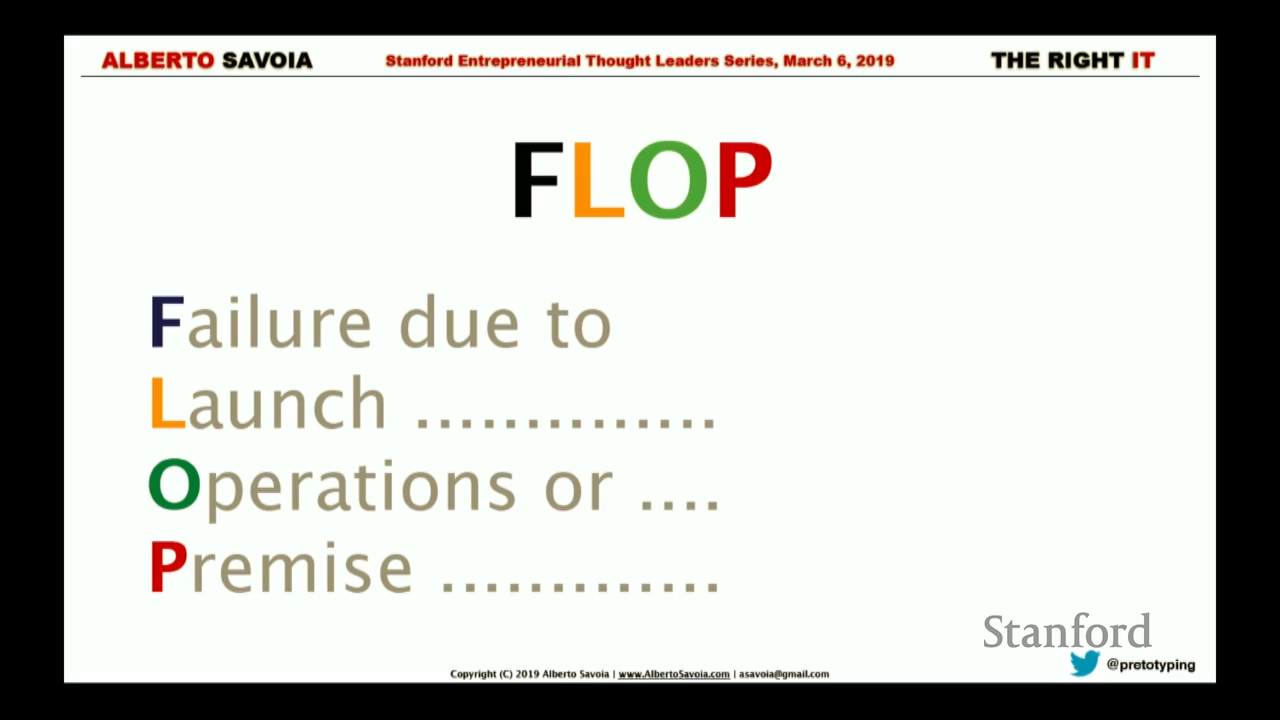 ALBERTO SAVOIA
Stanford Entrepreneurial Thought Leaders Series, March 6, 2019
THE RIGHT IT
FLOP
Failure due to
Launch ..............
Operations or ....
Premise .............
Stanford
@pretotyping
Copyright (C) 2019 Alberto Savoia | www.AlbertoSavoia.com | asavoia@gmail.com